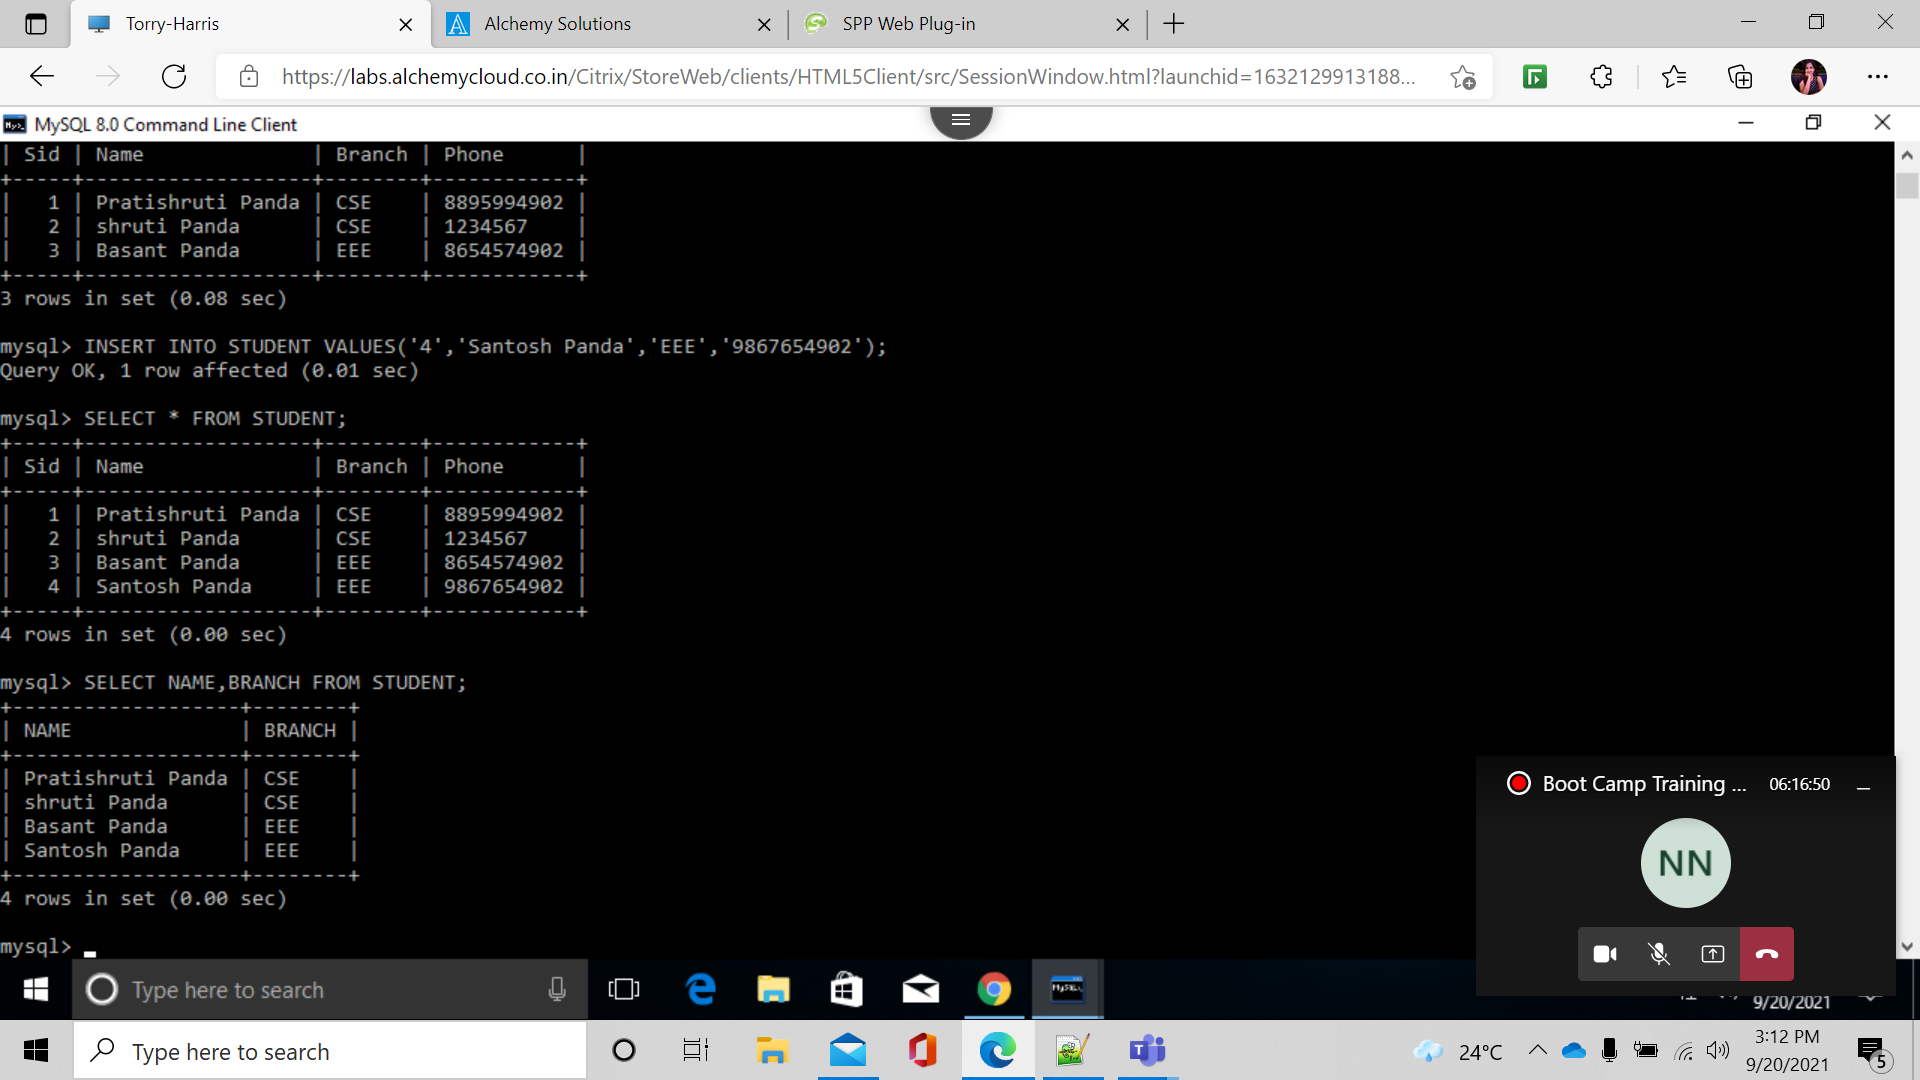 Torry-Harris
Alchemy Solutions
SPP Web Plug-in
https://labs.alchemycloud.co.in/Citrix/StoreWeb/clients/HTML5Client/src/SessionWindow.html?launchid=1632129913188...
MySQL 8.0 Command Line Client
| Sid | Name | Branch | Phone |
+-----+-------------------+--------+------------+
| 1 | Pratishruti Panda | CSE | 8895994902 |
| 2 | shruti Panda | CSE | 1234567 |
| 3 | Basant Panda | EEE | 8654574902 |
+-----+-------------------+--------+------------+
3 rows in set (0.08 sec)
mysql> INSERT INTO STUDENT VALUES('4','Santosh Panda','EEE','9867654902');
Query OK, 1 row affected (0.01 sec)
mysql> SELECT * FROM STUDENT;
+-----+-------------------+--------+------------+
| Sid | Name | Branch | Phone |
+-----+-------------------+--------+------------+
| 1 | Pratishruti Panda | CSE | 8895994902 |
| 2 | shruti Panda | CSE | 1234567 |
| 3 | Basant Panda | EEE | 8654574902 |
| 4 | Santosh Panda | EEE | 9867654902 |
+-----+-------------------+--------+------------+
4 rows in set (0.00 sec)
mysql> SELECT NAME,BRANCH FROM STUDENT;
+-------------------+--------+
| NAME | BRANCH |
+-------------------+--------+
| Pratishruti Panda | CSE |
| shruti Panda | CSE |
| Basant Panda | EEE |
| Santosh Panda | EEE |
+-------------------+--------+
4 rows in set (0.00 sec)
mysql> _
Boot Camp Training ... 06:16:50
NN
Type here to search
9/20/2021
Type here to search
24°C
3:12 PM
9/20/2021
5